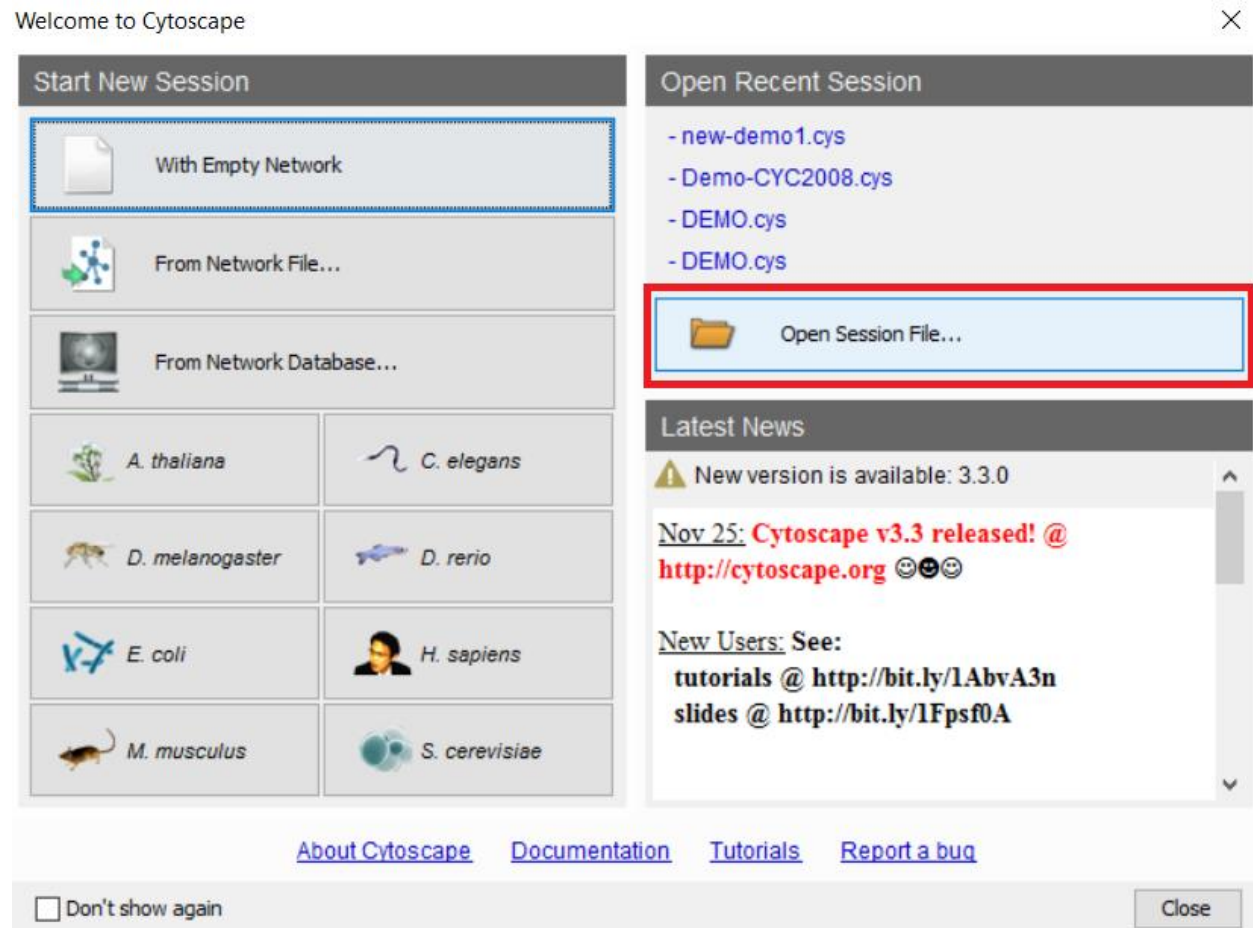 Welcome to Cytoscape
Start New Session
With Empty Network
From Network File...
From Network Database...
A. thaliana
C. elegans
D. melanogaster
D. rerio
E. coli
H. sapiens
M. musculus
S. cerevisiae
Open Recent Session
- new-demo1.cys
- Demo-CYC2008.cys
- DEMO.cys
- DEMO.cys
Open Session File...
Latest News
New version is available: 3.3.0
Nov 25: Cytoscape v3.3 released! @
http://cytoscape.org ☺☻☺
New Users: See:
tutorials @ http://bit.ly/1AbvA3n
slides @ http://bit.ly/1Fpsf0A
About Cytoscape Documentation Tutorials Report a bug
Don't show again
Close